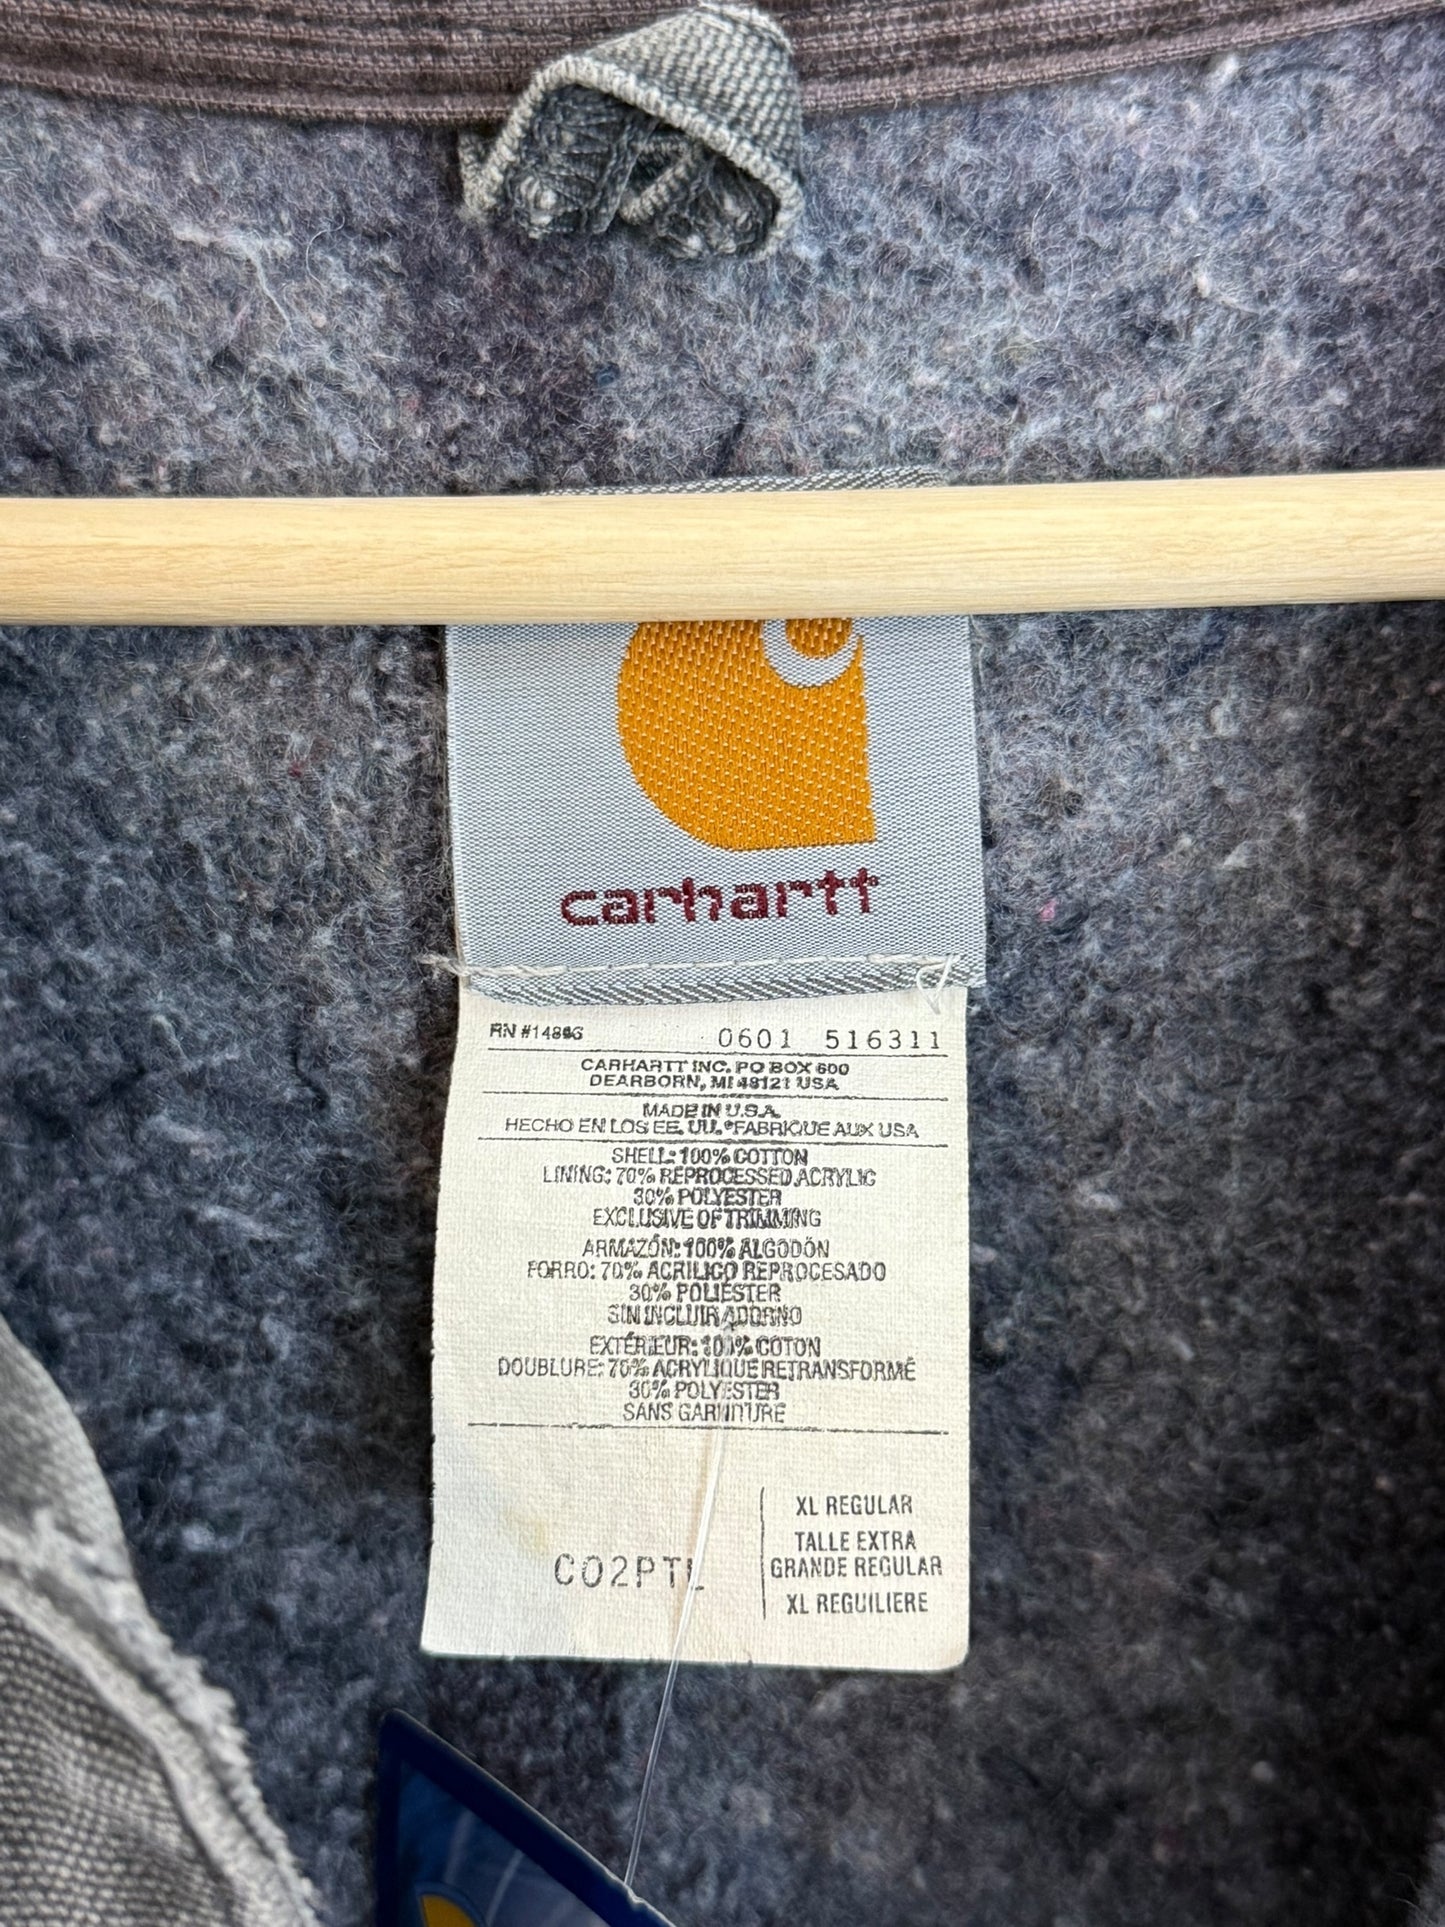 carhartt
RN #14806
0601 516311
CARHARTT INC. PO BOX 600
DEARBORN, MI 48121 USA
MADE IN U.S.A.
HECHO EN LOS EE. UU. • FABRIQUE AUX USA
SHELL: 100% COTTON
LINING: 70% REPROCESSED ACRYLIC
30% POLYESTER
EXCLUSIVE OF TRIMMING
ARMAZÓN: 100% ALGODÓN
FORRO: 70% ACRILICO REPROCESADO
30% POLIÉSTER
SIN INCLUIR ADORNO
EXTÉRIEUR: 100% COTON
DOUBLURE: 70% ACRYLIQUE RETRANSFORMÉ
30% POLYESTER
SANS GARNITURE
C02PTL
XL REGULAR
TALLE EXTRA
GRANDE REGULAR
XL REGUILIERE